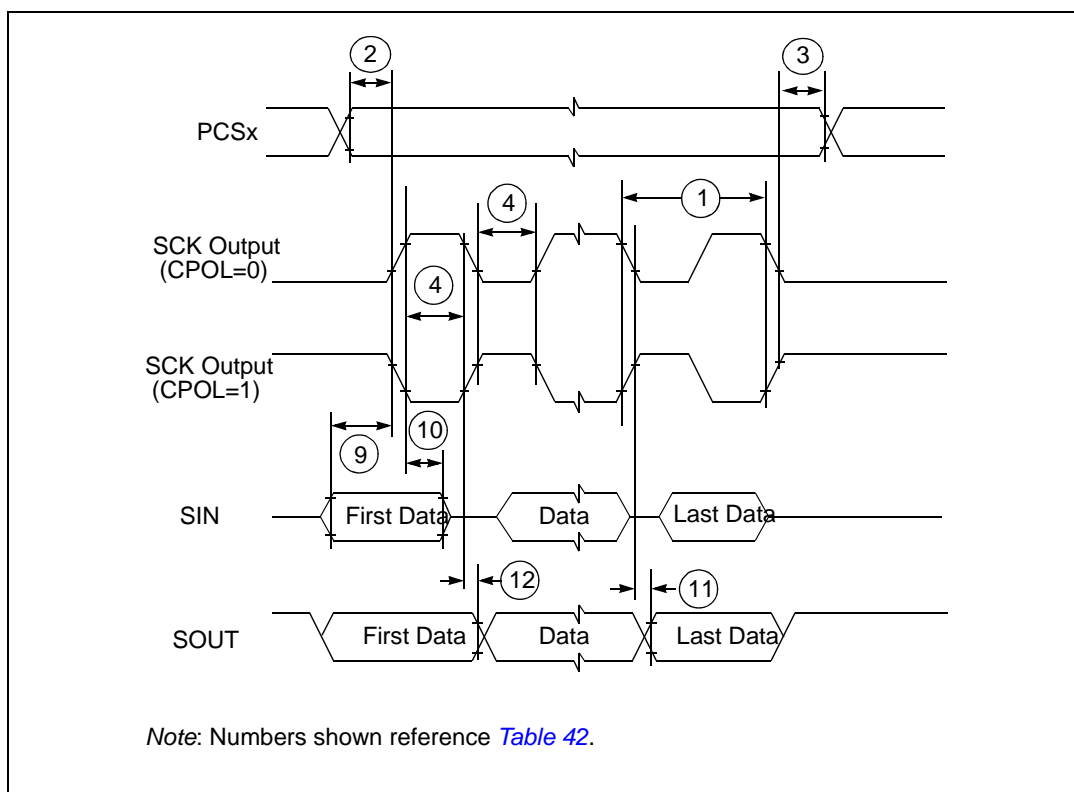 2
3
PCSx
4
1
SCK Output
(CPOL=0)
4
SCK Output
(CPOL=1)
10
9
SIN
First Data
Data
Last Data
12
11
SOUT
First Data
Data
Last Data
Note: Numbers shown reference Table 42.